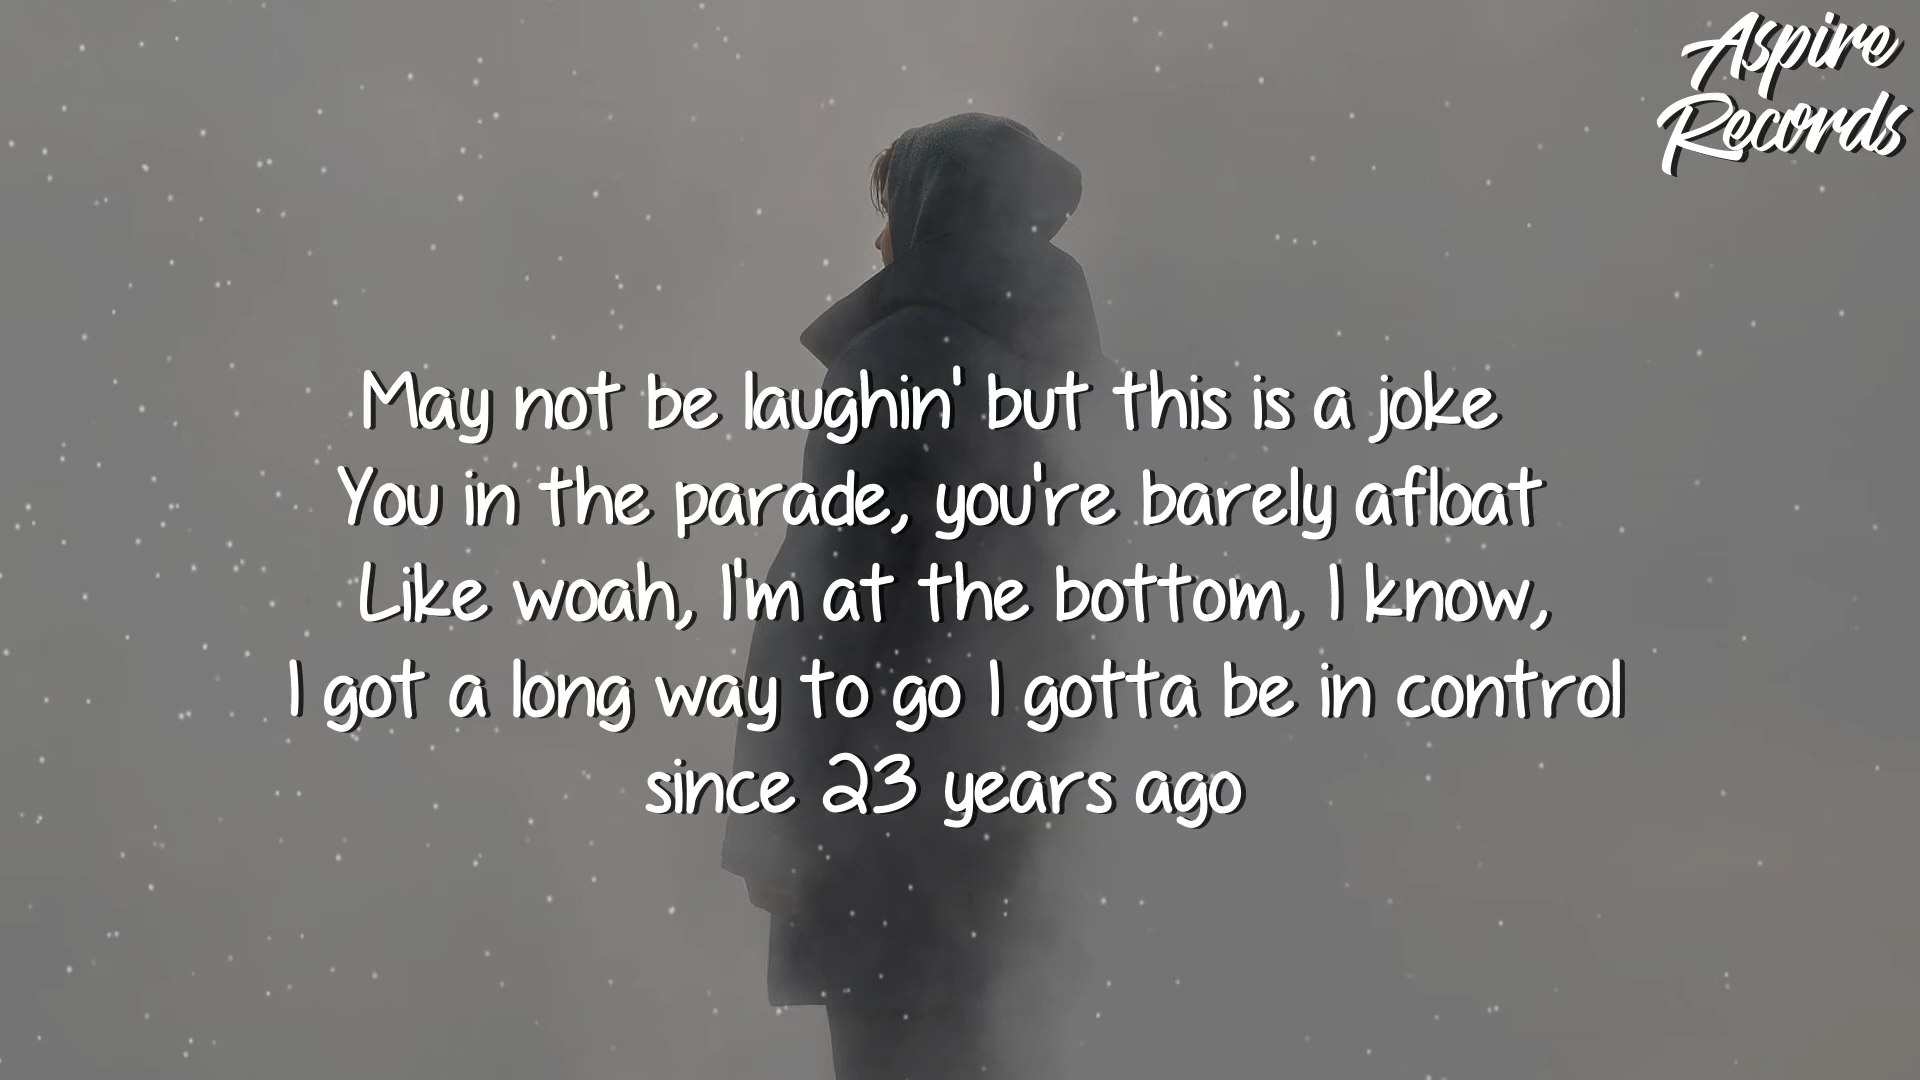 Aspire
Records
May not be laughin' but this is a joke
You in the parade, you're barely afloat
Like woah, I'm at the bottom, I know,
I got a long way to go I gotta be in control
since 23 years ago